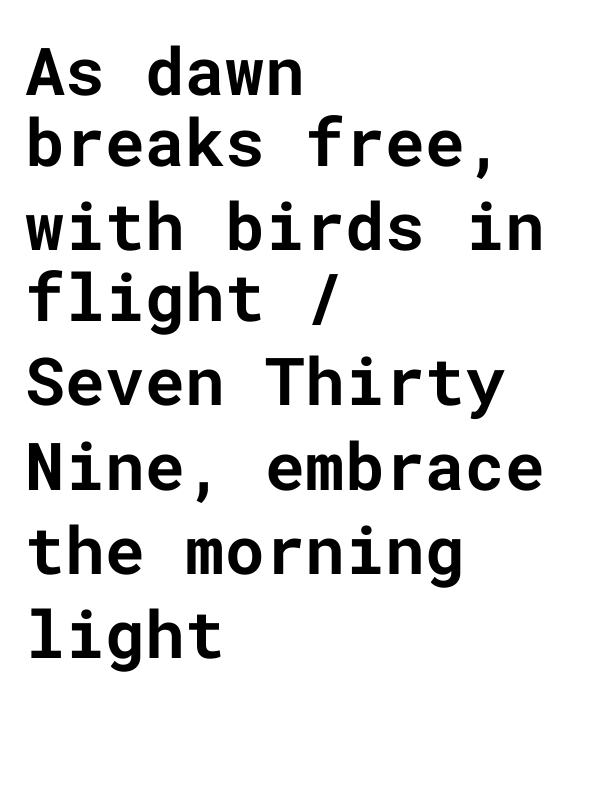 As dawn
breaks free,
with birds in
flight /
Seven Thirty
Nine, embrace
the morning
light